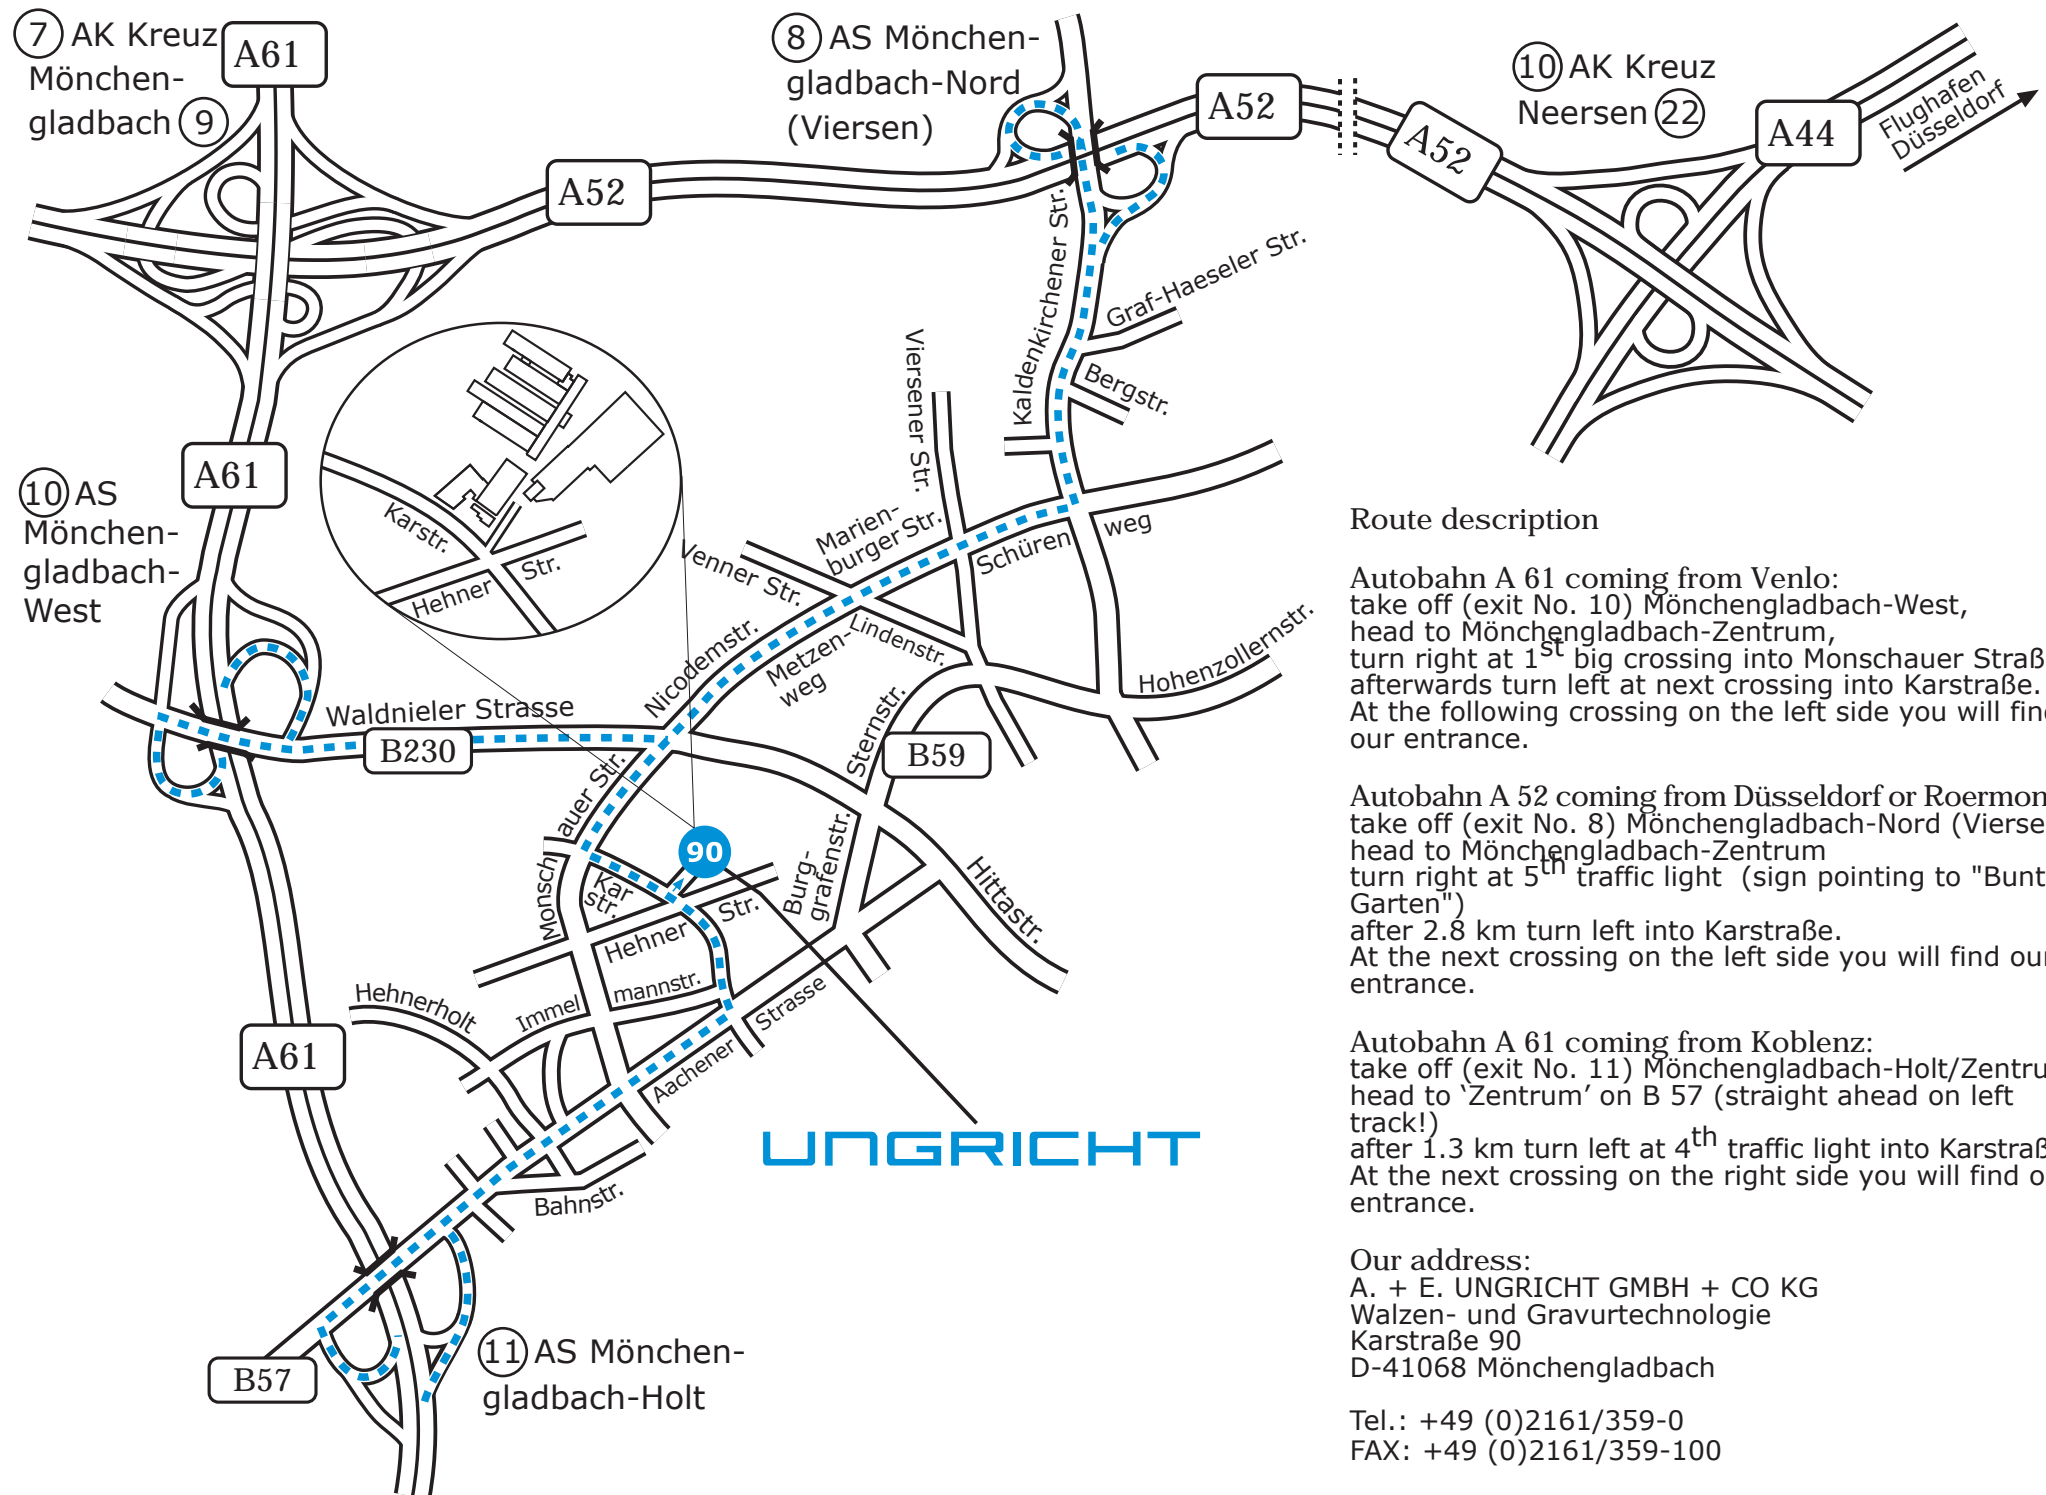 7 AK Kreuz
Mönchen-
gladbach 9
A61
8 AS Mönchen-
gladbach-Nord
(Viersen)
A52
A52
A52
10 AK Kreuz
Neersen 22
A44
Flughafen
Düsseldorf
Kaldenkirchener Str.
Graf-Haeseler Str.
Bergstr.
Viersener Str.
A61
10 AS
Mönchen-
gladbach-
West
Karstr.
Hehner Str.
Marien-
burger Str.
Venner Str.
Schüren weg
Lindenstr.
Metzen-
weg
Nicodemstr.
Hohenzollernstr.
Sternstr.
Waldnieler Strasse
B230
B59
Monsch auer Str.
90
Kar
str.
Hehner Str.
Burg-
grafenstr.
Hittastr.
Hehnerholt
Immel mannstr.
Aachener Strasse
A61
UNGRICHT
Bahnstr.
11 AS Mönchen-
gladbach-Holt
B57
Route description
Autobahn A 61 coming from Venlo:
take off (exit No. 10) Mönchengladbach-West,
head to Mönchengladbach-Zentrum,
turn right at 1st big crossing into Monschauer Straß
afterwards turn left at next crossing into Karstraße.
At the following crossing on the left side you will find
our entrance.
Autobahn A 52 coming from Düsseldorf or Roermon
take off (exit No. 8) Mönchengladbach-Nord (Vierse
head to Mönchengladbach-Zentrum
turn right at 5th traffic light (sign pointing to "Bunt
Garten")
after 2.8 km turn left into Karstraße.
At the next crossing on the left side you will find our
entrance.
Autobahn A 61 coming from Koblenz:
take off (exit No. 11) Mönchengladbach-Holt/Zentru
head to ‘Zentrum’ on B 57 (straight ahead on left
track!)
after 1.3 km turn left at 4th traffic light into Karstraß
At the next crossing on the right side you will find o
entrance.
Our address:
A. + E. UNGRICHT GMBH + CO KG
Walzen- und Gravurtechnologie
Karstraße 90
D-41068 Mönchengladbach
Tel.: +49 (0)2161/359-0
FAX: +49 (0)2161/359-100